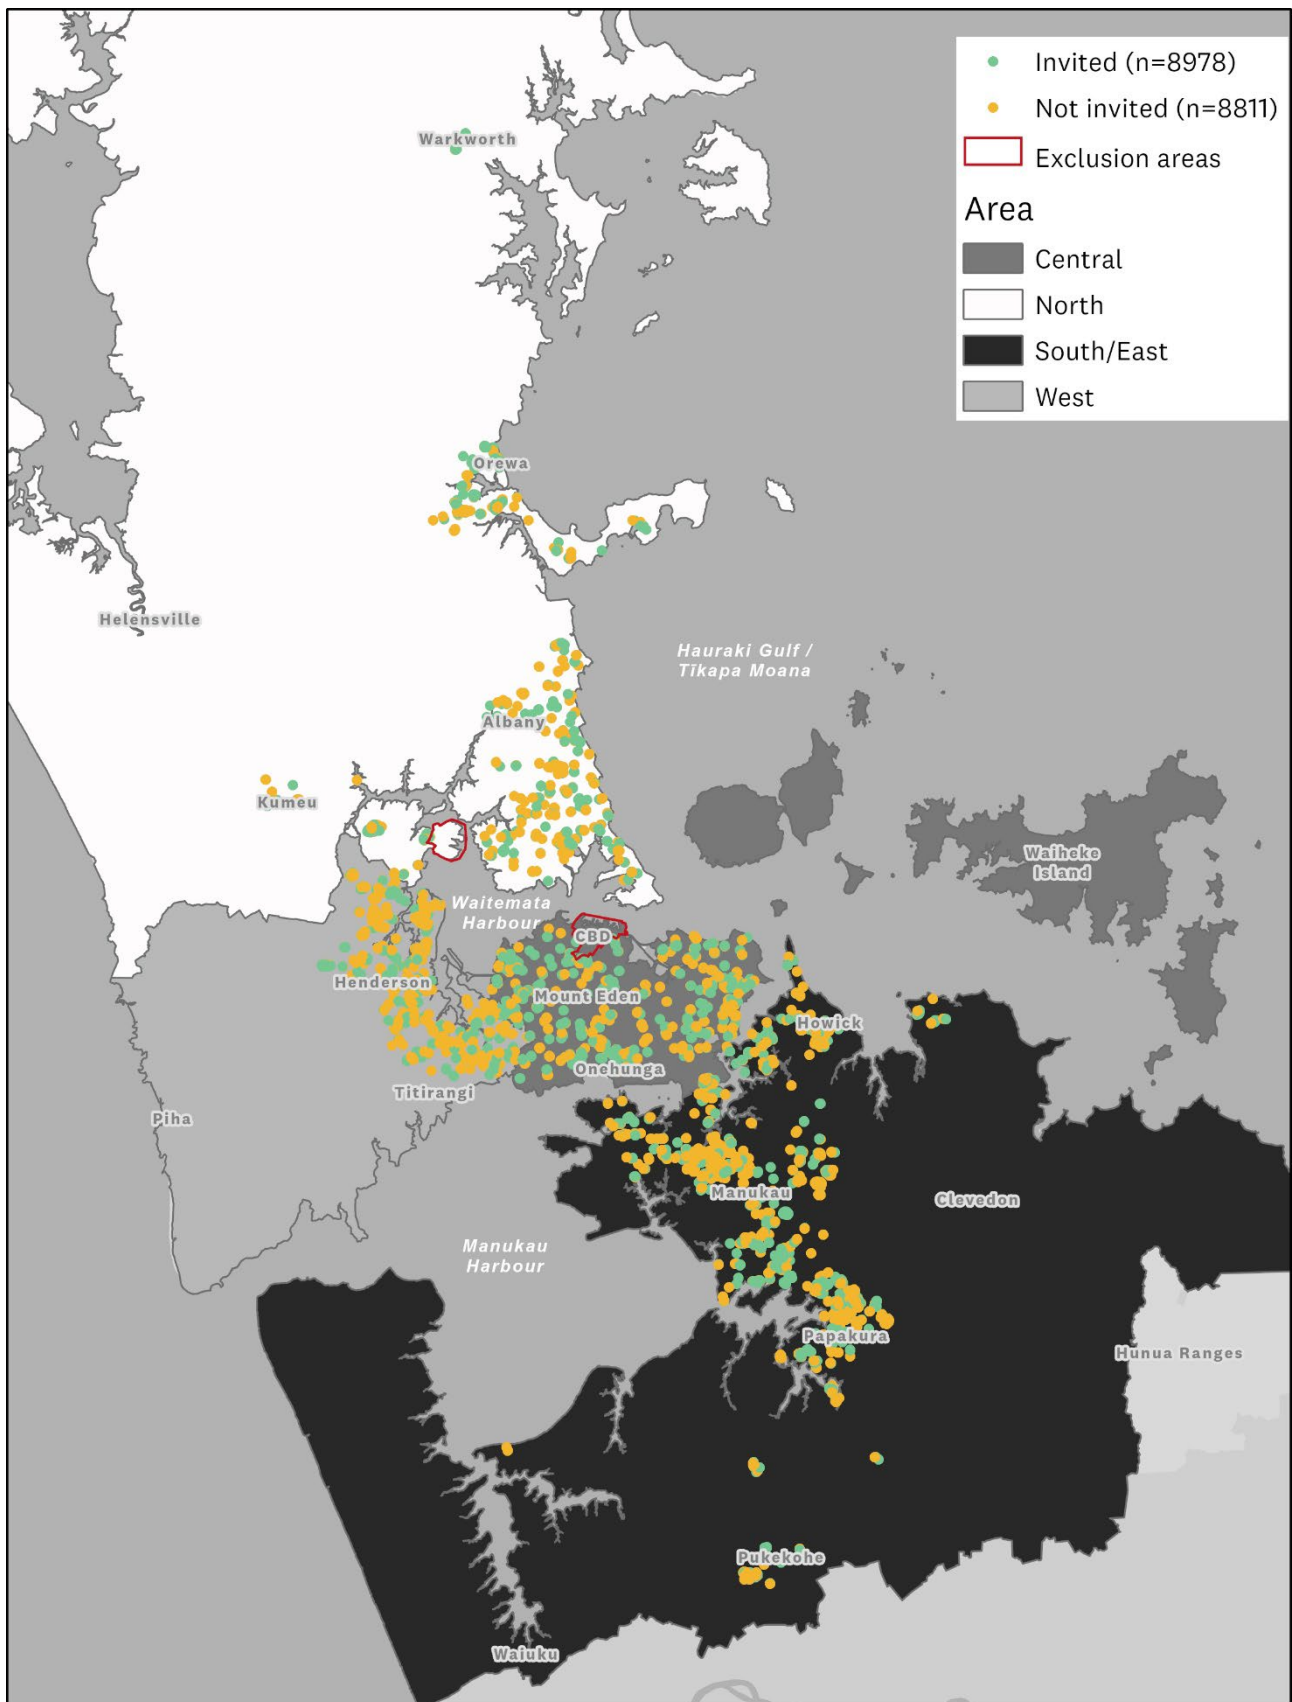 Invited (n=8978)
Not invited (n=8811)
Exclusion areas
Area
Central
North
South/East
West
Warkworth
Orewa
Helensville
Hauraki Gulf /
Tīkapa Moana
Albany
Kumeu
Waiheke
Island
Waitemata
Harbour
CBD
Henderson
Mount Eden
Howick
Onehunga
Titirangi
Piha
Manukau
Clevedon
Manukau
Harbour
Papakura
Hunua Ranges
Pukekohe
Waiuku